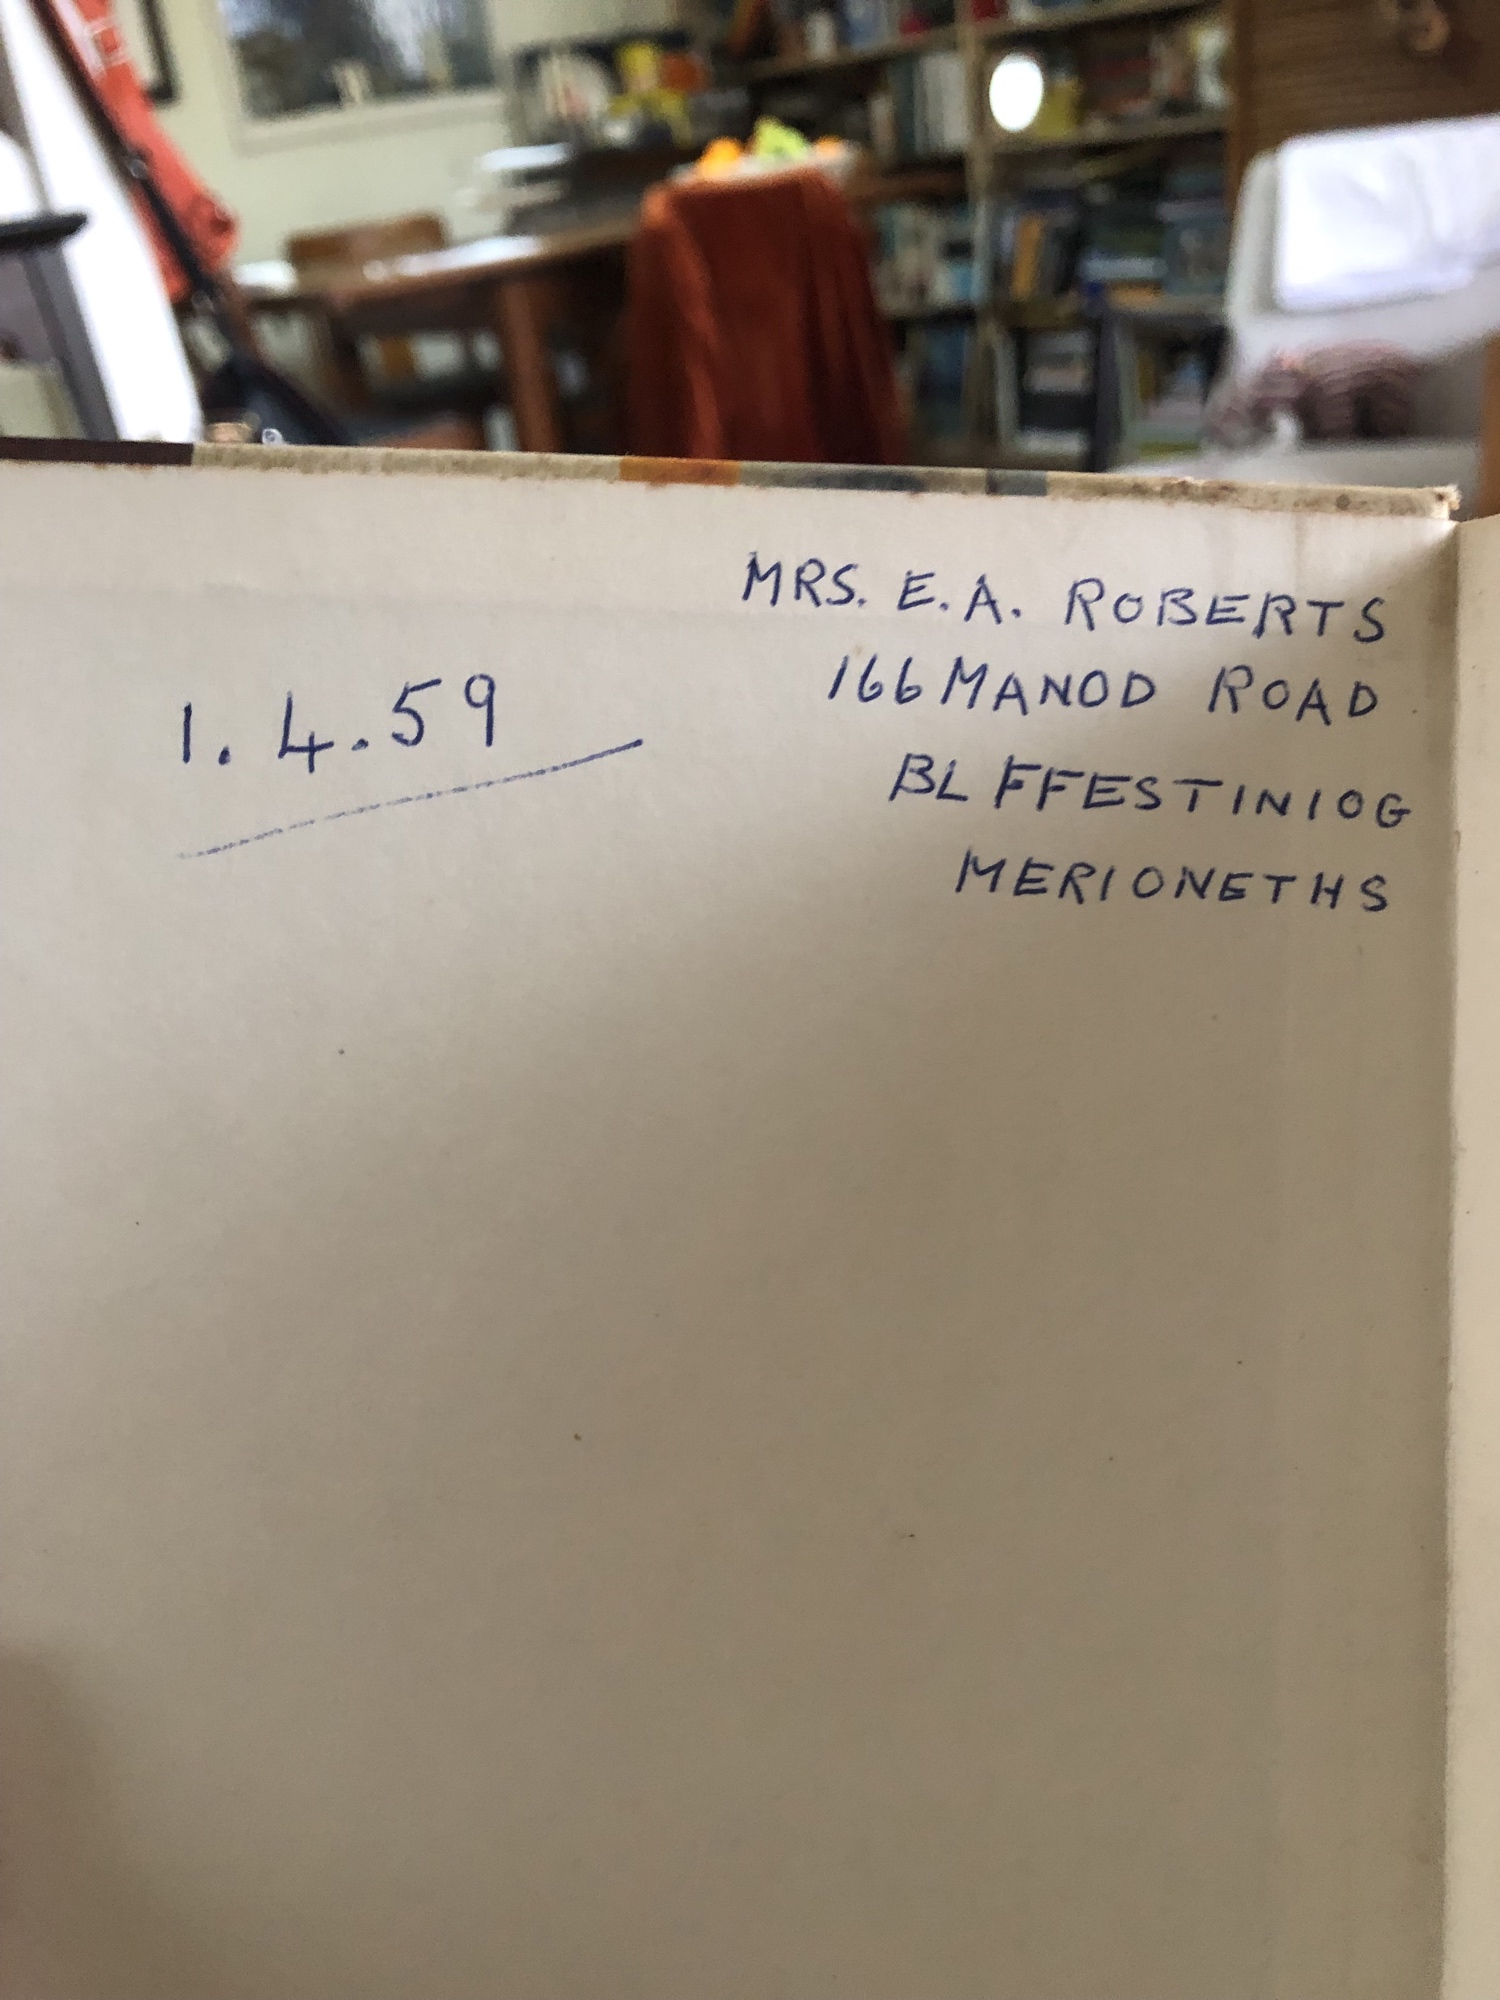 MRS. E.A. ROBERTS
166 MANOD ROAD
BL FFESTINIOG
MERIONETHS
1.4.59